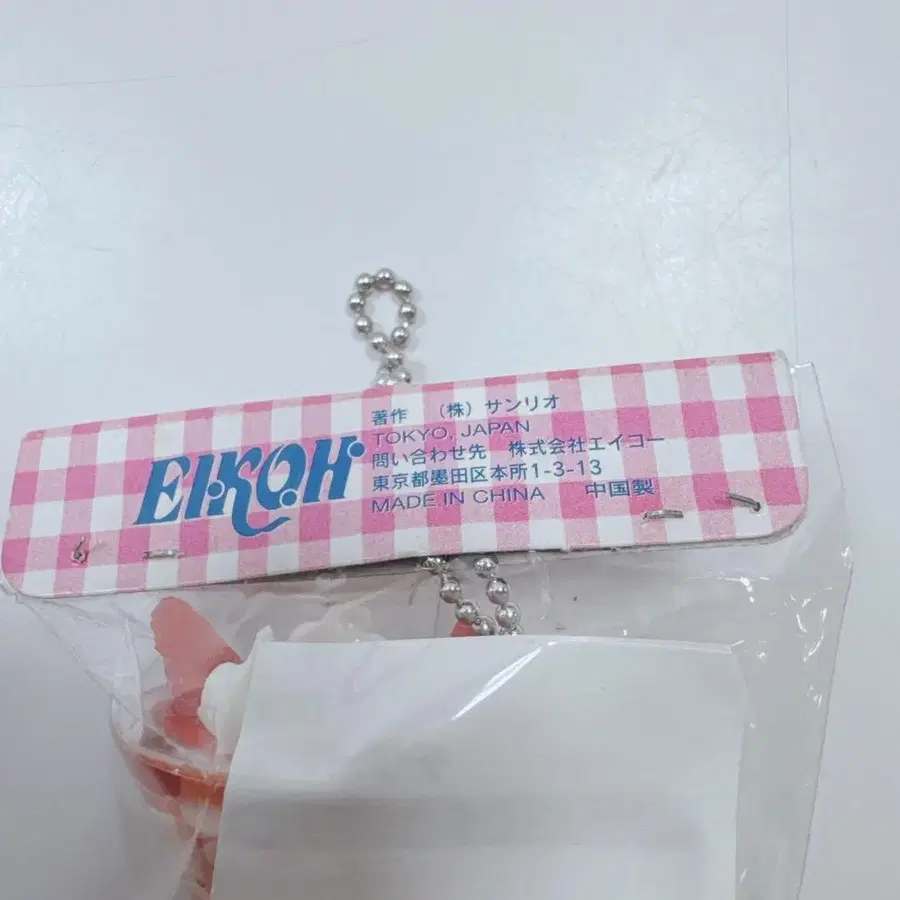 EIKOH
著作 (株)サンリオ
TOKYO, JAPAN
問い合わせ先 株式会社エイコー
東京都墨田区本所1-3-13
MADE IN CHINA 中国製